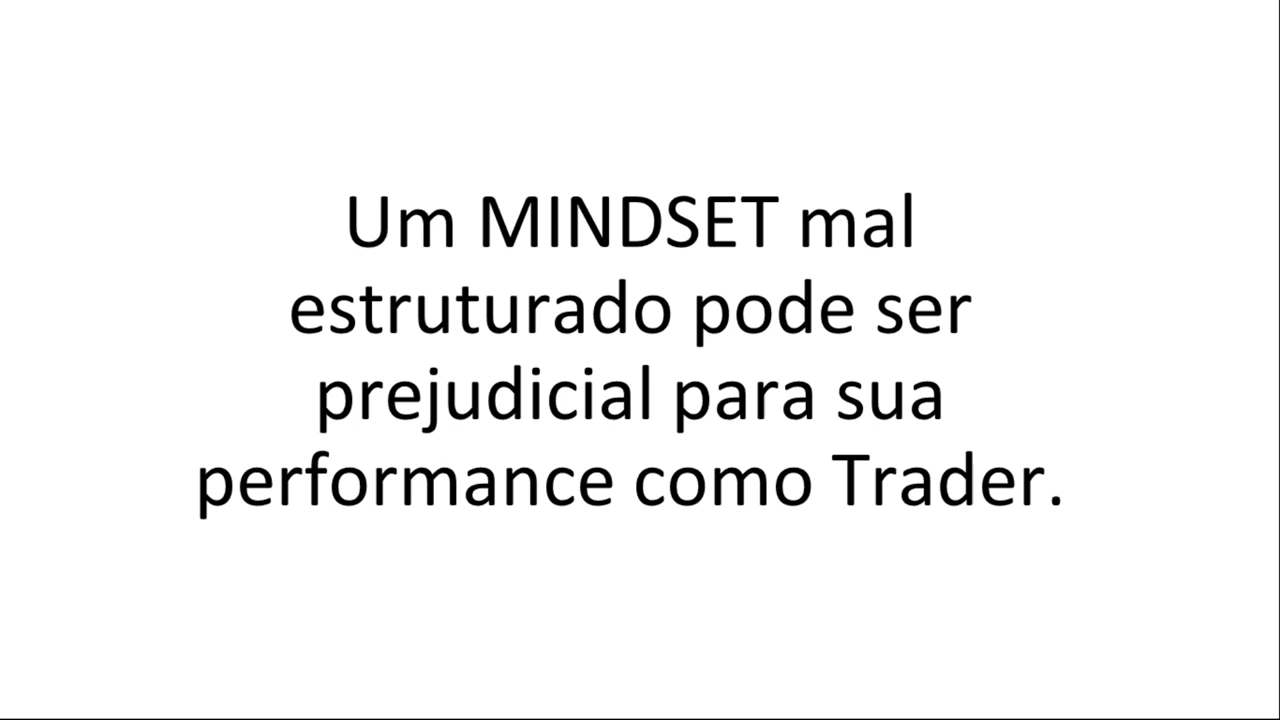 Um MINDSET mal
estruturado pode ser
prejudicial para sua
performance como Trader.